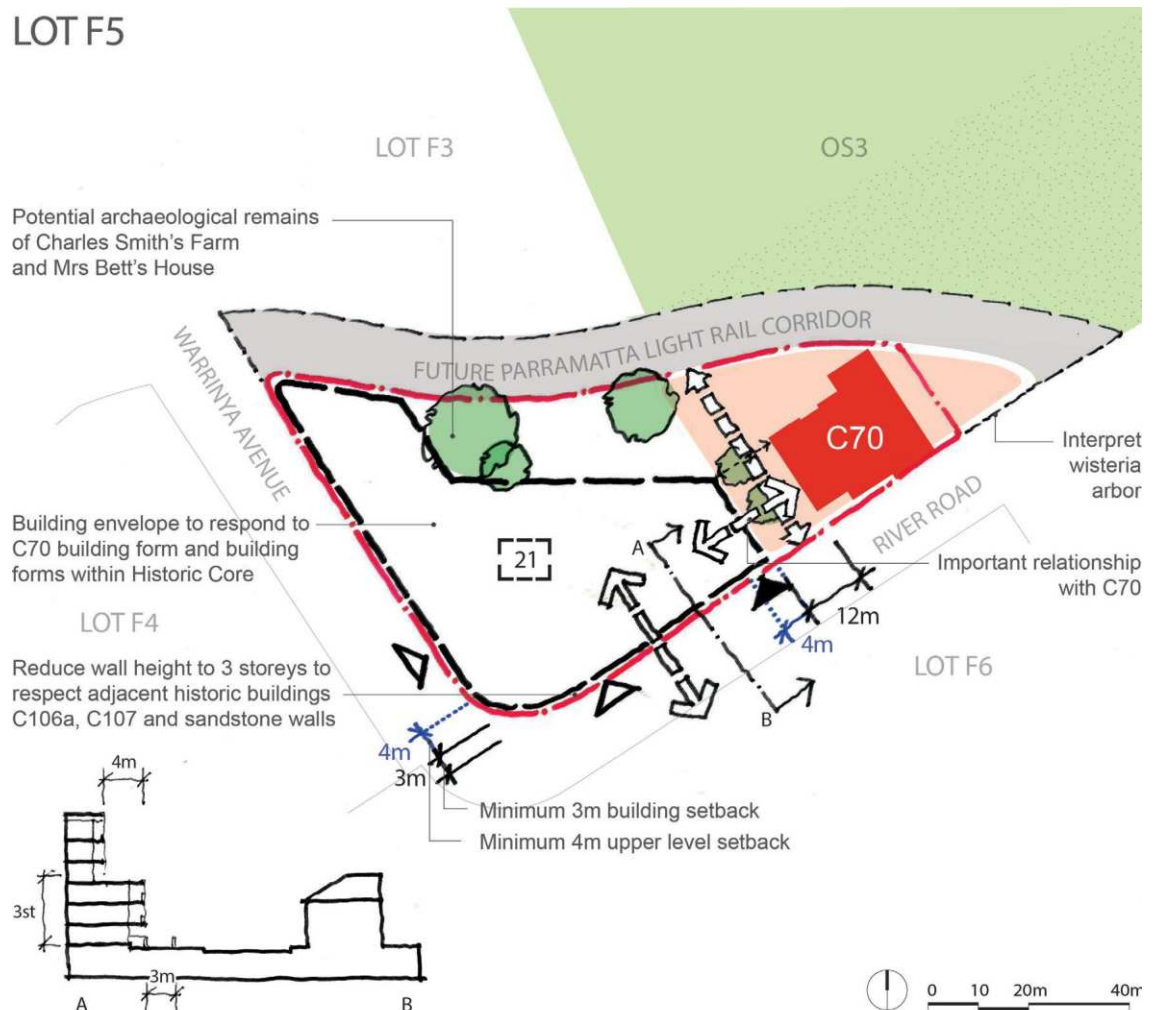 LOT F5
LOT F3
OS3
Potential archaeological remains
of Charles Smith's Farm
and Mrs Bett's House
WARRINYA AVENUE
FUTURE PARRAMATTA LIGHT RAIL CORRIDOR
C70
Interpret
wisteria
arbor
RIVER ROAD
Building envelope to respond to
C70 building form and building
forms within Historic Core
21
A
Important relationship
with C70
12m
4m
LOT F4
LOT F6
Reduce wall height to 3 storeys to
respect adjacent historic buildings
C106a, C107 and sandstone walls
B
4m
3m
Minimum 3m building setback
Minimum 4m upper level setback
4m
3st
3m
A
B
0 10 20m 40m